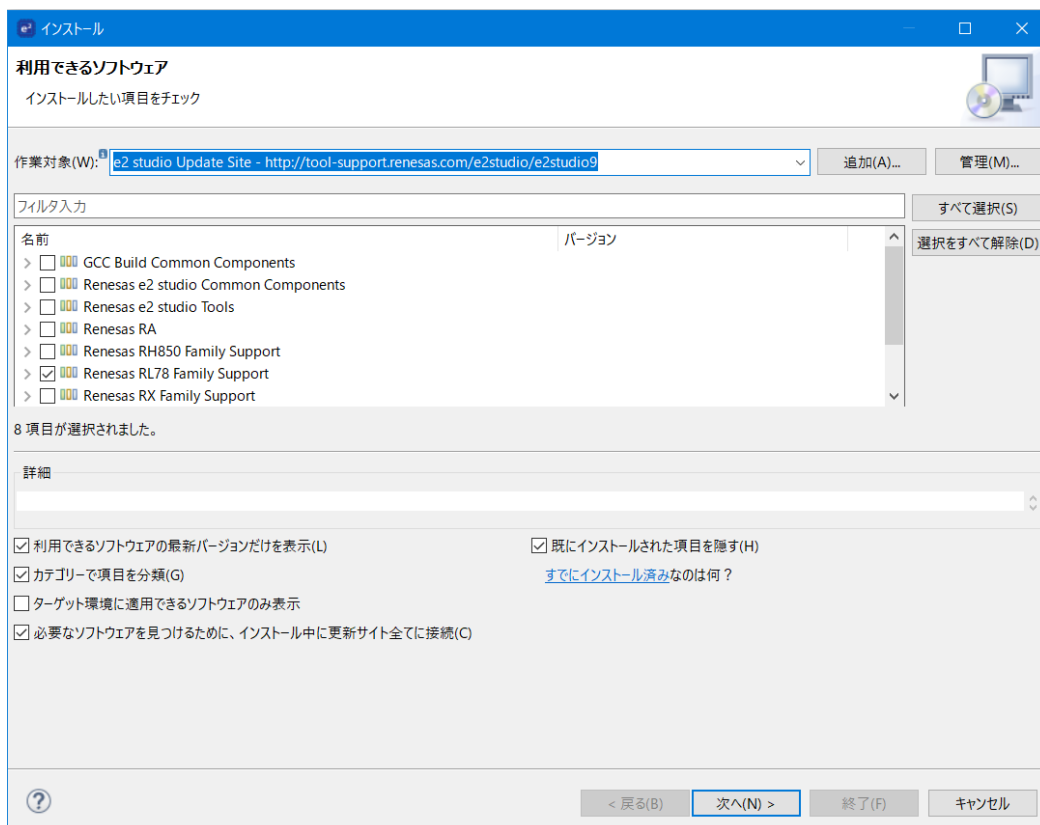 e² インストール
利用できるソフトウェア
インストールしたい項目をチェック
作業対象(W): e2 studio Update Site - http://tool-support.renesas.com/e2studio/e2studio9 追加(A)... 管理(M)...
フィルタ入力 すべて選択(S)
名前 バージョン 選択をすべて解除(D)
GCC Build Common Components
Renesas e2 studio Common Components
Renesas e2 studio Tools
Renesas RA
Renesas RH850 Family Support
Renesas RL78 Family Support
Renesas RX Family Support
8 項目が選択されました。
詳細
利用できるソフトウェアの最新バージョンだけを表示(L) 既にインストールされた項目を隠す(H)
カテゴリーで項目を分類(G) すでにインストール済みなのは何？
ターゲット環境に適用できるソフトウェアのみ表示
必要なソフトウェアを見つけるために、インストール中に更新サイト全てに接続(C)
? < 戻る(B) 次へ(N) > 終了(F) キャンセル